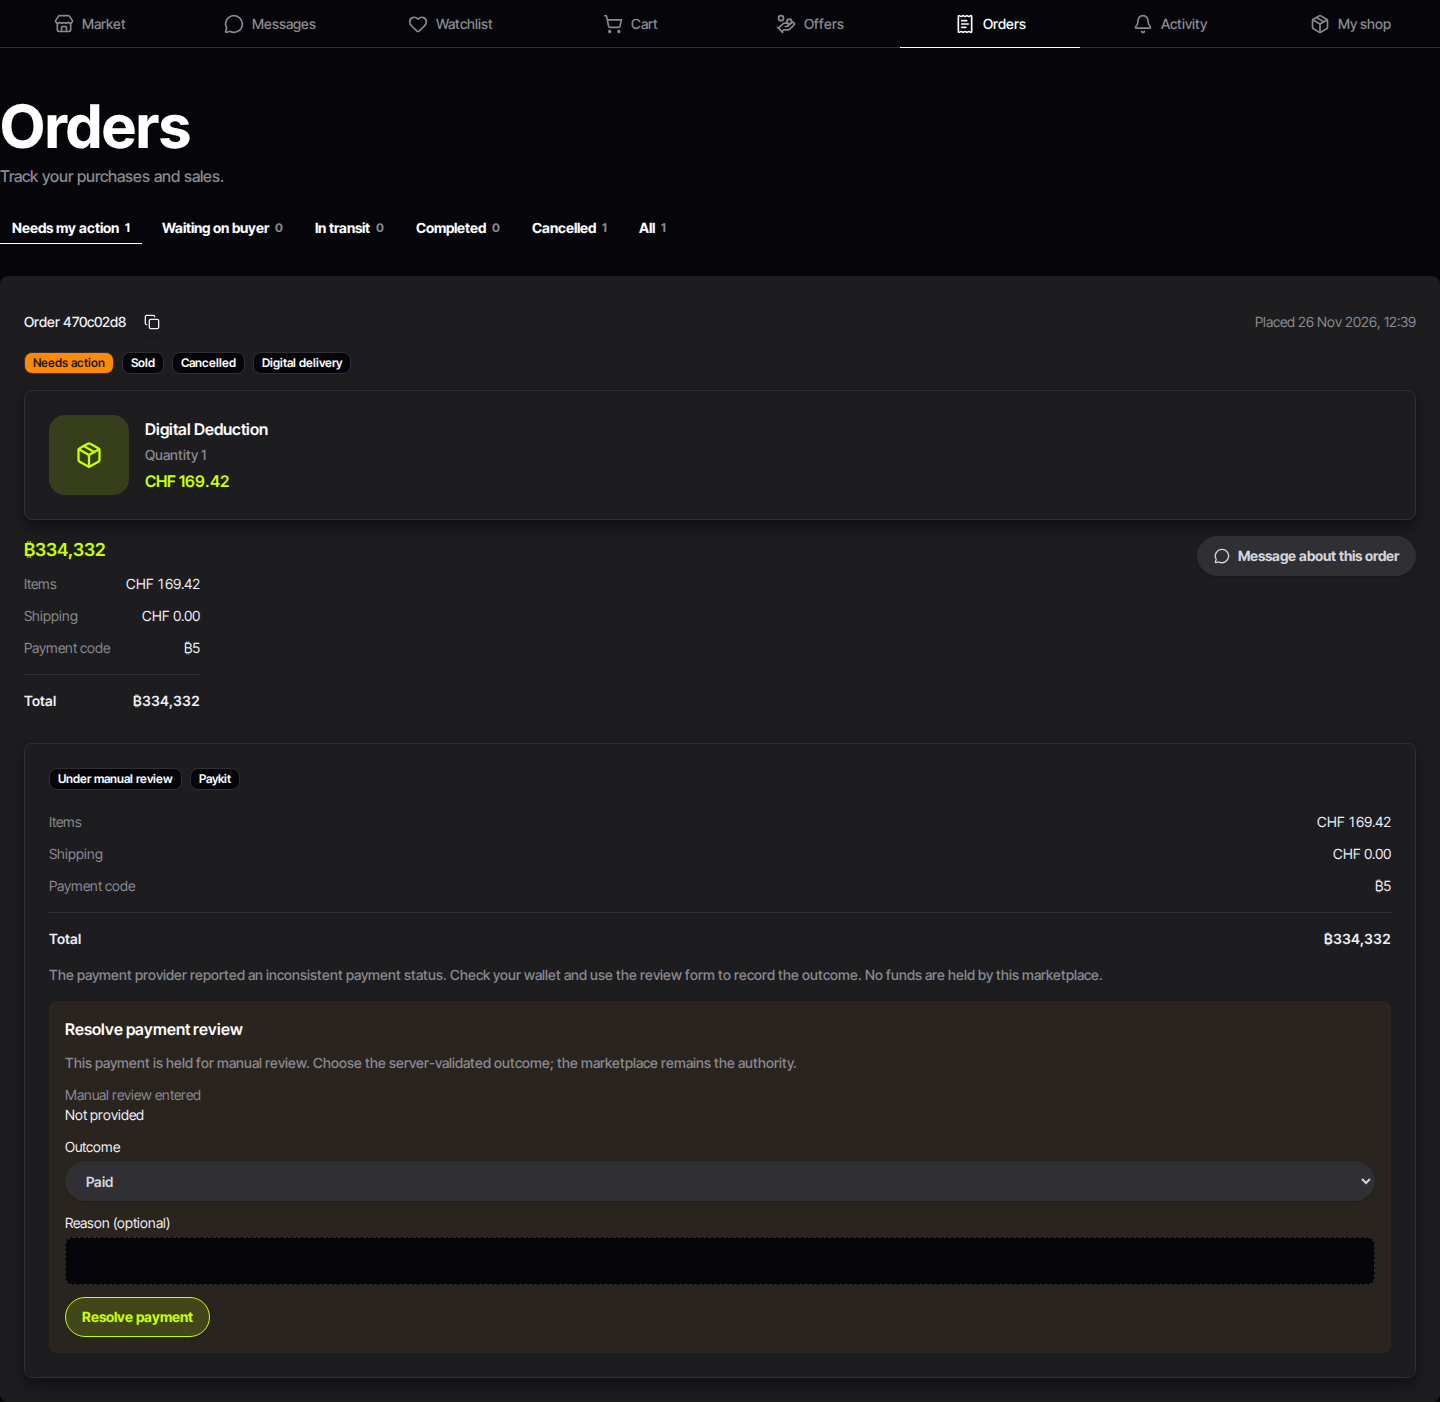 Market
Messages
Watchlist
Cart
Offers
Orders
Activity
My shop
Orders
Track your purchases and sales.
Needs my action 1
Waiting on buyer 0
In transit 0
Completed 0
Cancelled 1
All 1
Order 470c02d8
Placed 26 Nov 2026, 12:39
Needs action
Sold
Cancelled
Digital delivery
Digital Deduction
Quantity 1
CHF 169.42
₿334,332
Message about this order
Items CHF 169.42
Shipping CHF 0.00
Payment code ₿5
Total ₿334,332
Under manual review
Paykit
Items CHF 169.42
Shipping CHF 0.00
Payment code ₿5
Total ₿334,332
The payment provider reported an inconsistent payment status. Check your wallet and use the review form to record the outcome. No funds are held by this marketplace.
Resolve payment review
This payment is held for manual review. Choose the server-validated outcome; the marketplace remains the authority.
Manual review entered
Not provided
Outcome
Paid
Reason (optional)
Resolve payment